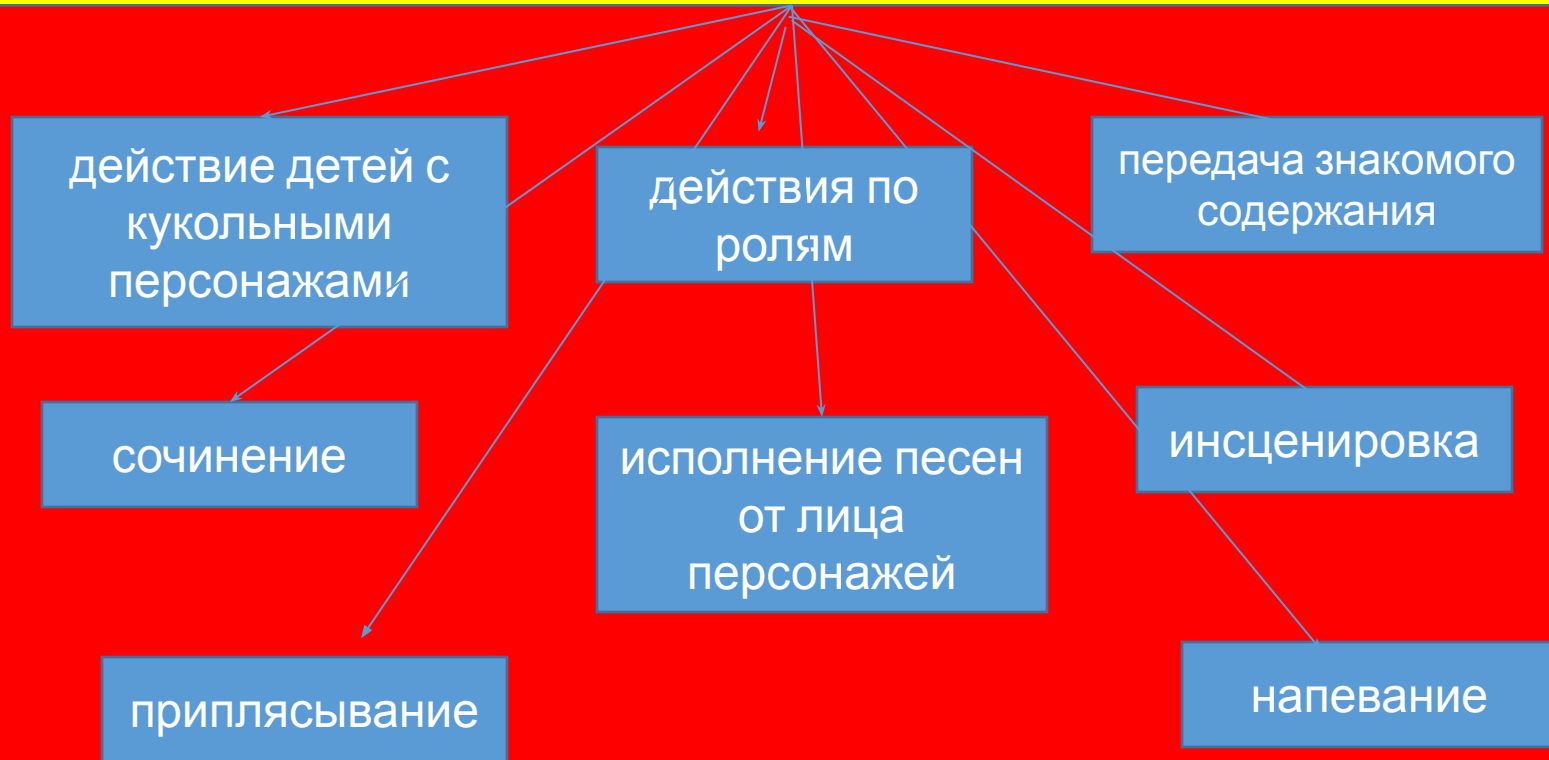 действие детей с
кукольными
персонажами
действия по
ролям
передача знакомого
содержания
сочинение
исполнение песен
от лица
персонажей
инсценировка
приплясывание
напевание